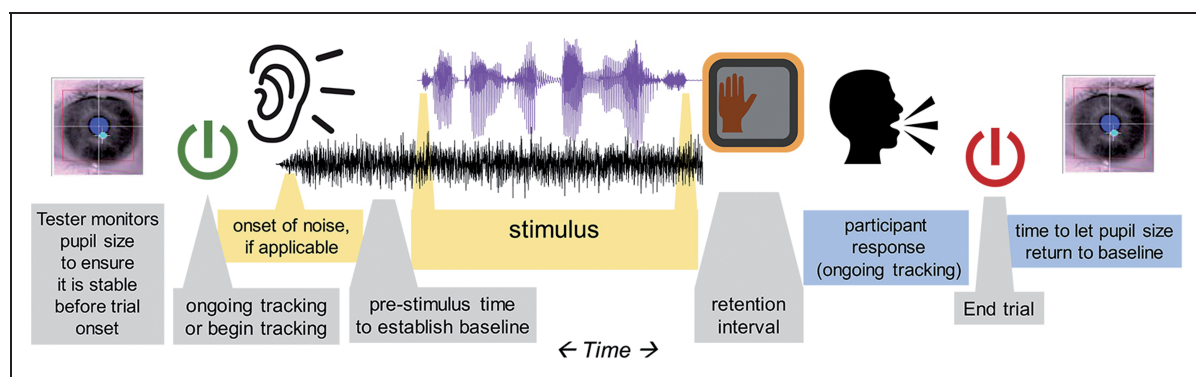 Tester monitors
pupil size
to ensure
it is stable
before trial
onset
ongoing tracking
or begin tracking
onset of noise,
if applicable
pre-stimulus time
to establish baseline
stimulus
retention
interval
participant
response
(ongoing tracking)
End trial
time to let pupil size
return to baseline
← Time →